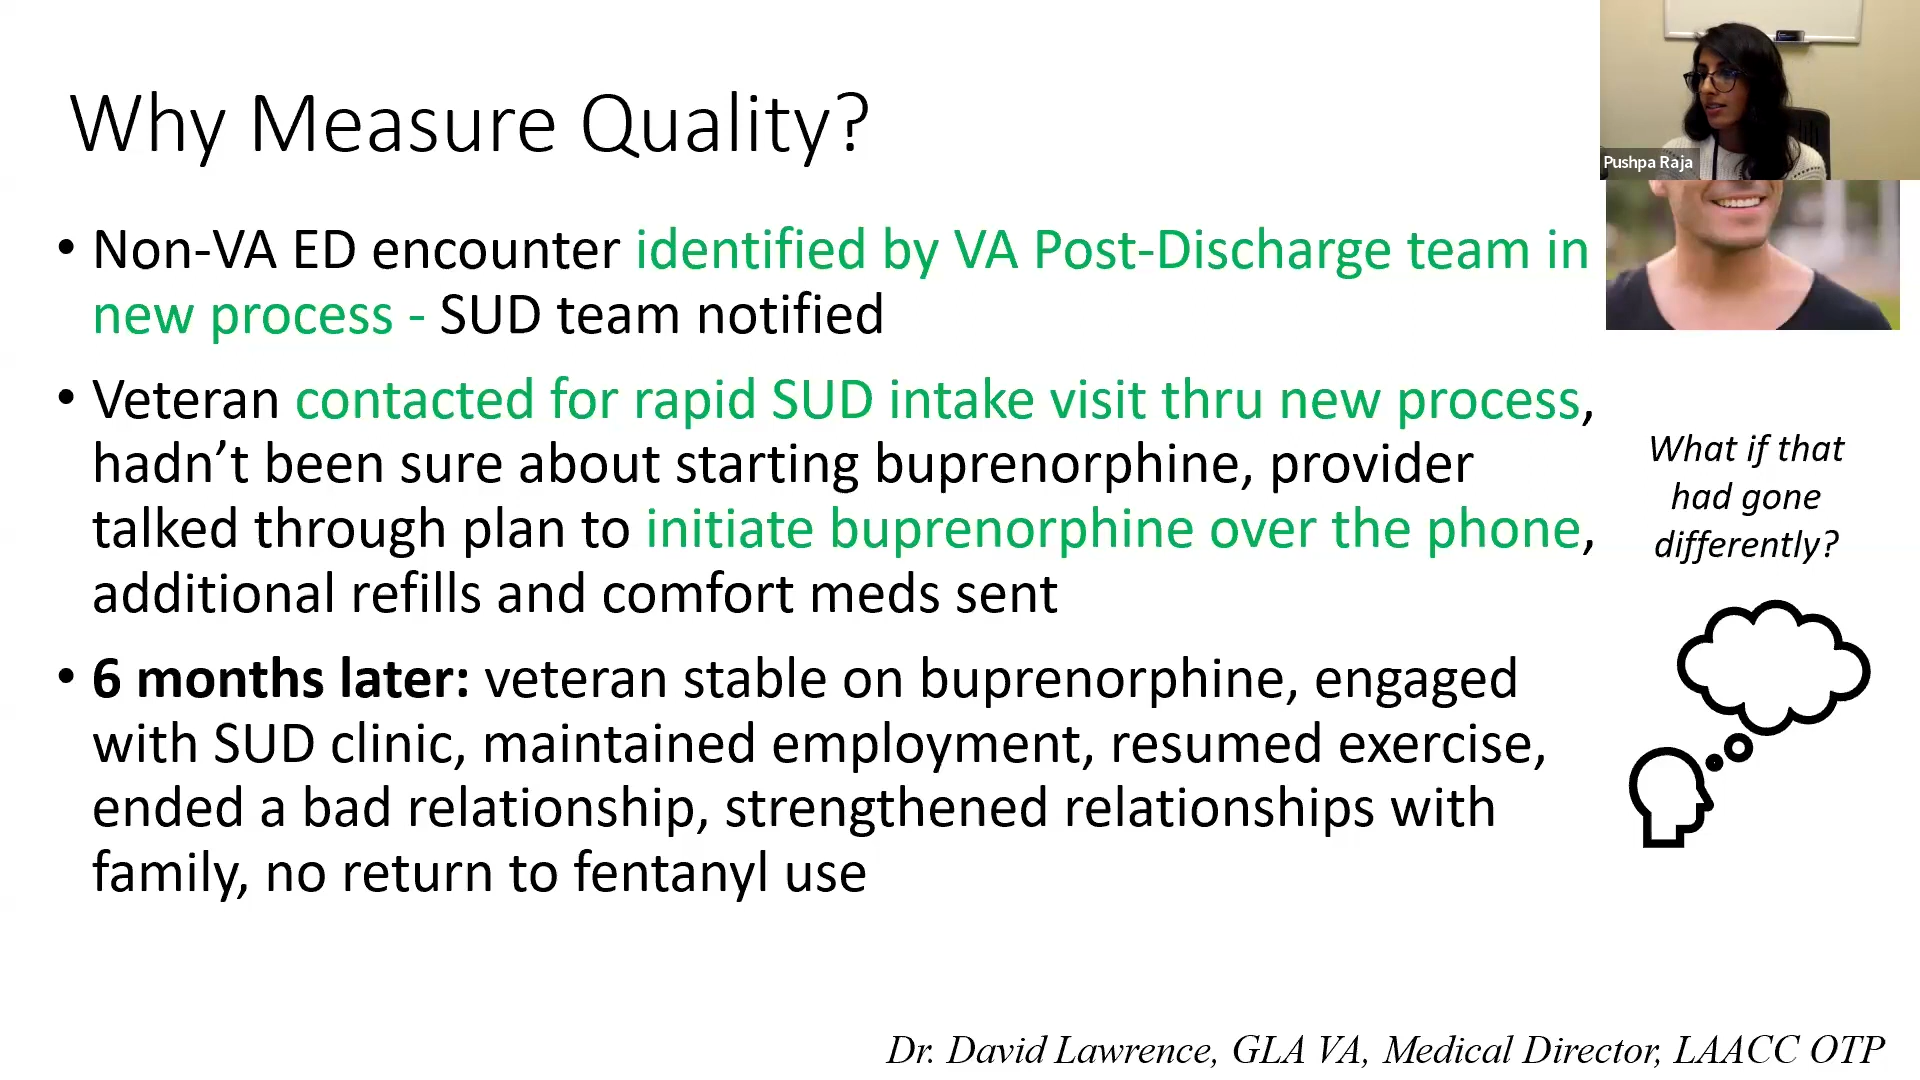 Why Measure Quality?
Pushpa Raja
• Non-VA ED encounter identified by VA Post-Discharge team in
new process - SUD team notified
• Veteran contacted for rapid SUD intake visit thru new process,
hadn’t been sure about starting buprenorphine, provider
talked through plan to initiate buprenorphine over the phone,
additional refills and comfort meds sent
• 6 months later: veteran stable on buprenorphine, engaged
with SUD clinic, maintained employment, resumed exercise,
ended a bad relationship, strengthened relationships with
family, no return to fentanyl use
What if that
had gone
differently?
Dr. David Lawrence, GLA VA, Medical Director, LAACC OTP